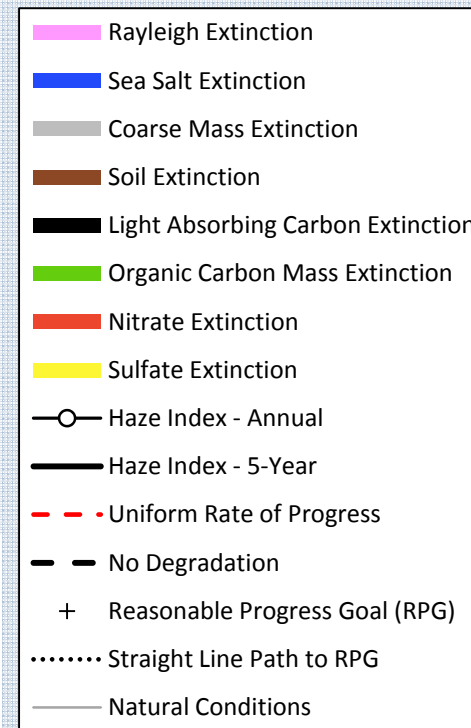 Rayleigh Extinction
Sea Salt Extinction
Coarse Mass Extinction
Soil Extinction
Light Absorbing Carbon Extinction
Organic Carbon Mass Extinction
Nitrate Extinction
Sulfate Extinction
Haze Index - Annual
Haze Index - 5-Year
Uniform Rate of Progress
No Degradation
Reasonable Progress Goal (RPG)
Straight Line Path to RPG
Natural Conditions